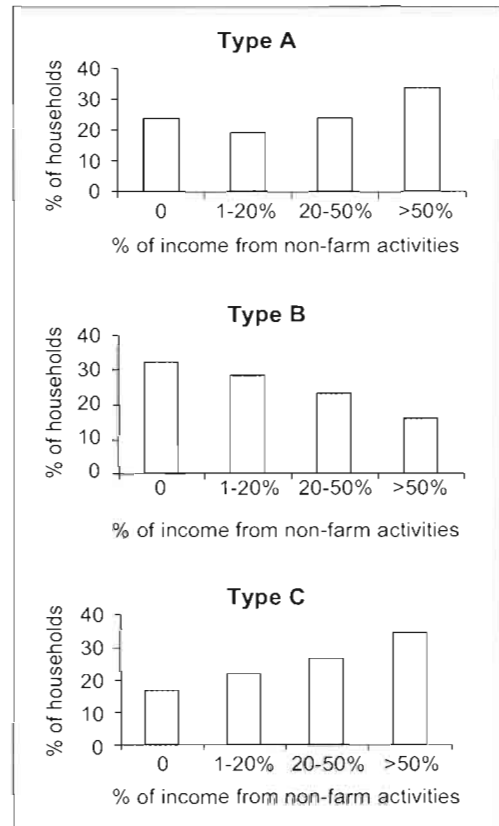 Type A
% of households
40
30
20
10
0
0 1-20% 20-50% >50%
% of income from non-farm activities
Type B
% of households
40
30
20
10
0
0 1-20% 20-50% >50%
% of income from non-farm activities
Type C
% of households
40
30
20
10
0
0 1-20% 20-50% >50%
% of income from non-farm activities